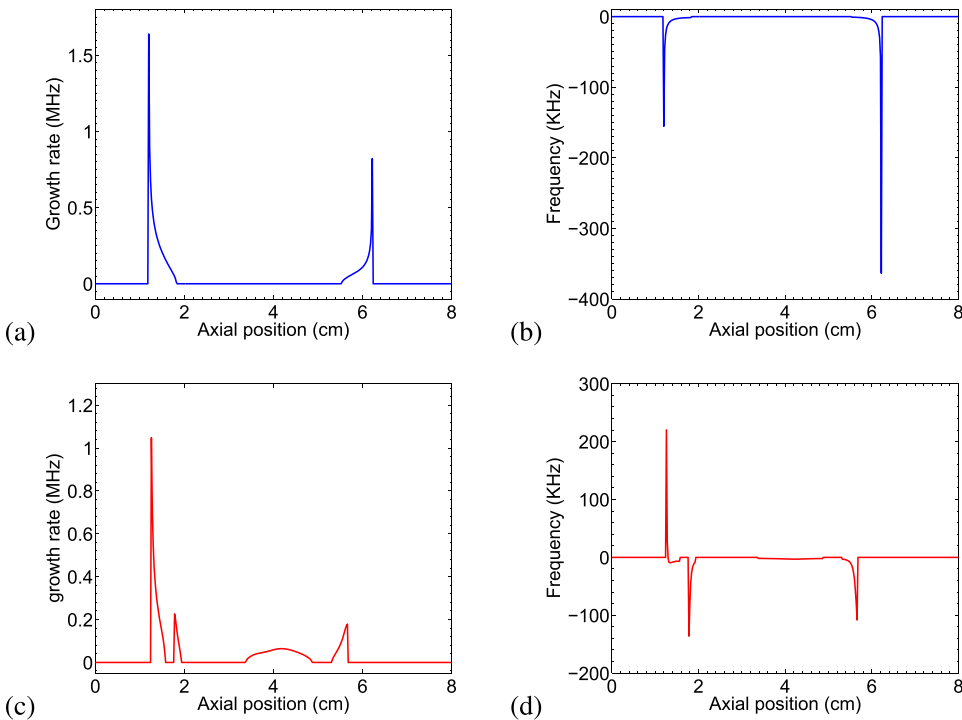 1.5
1
0.5
0
Growth rate (MHz)
0 2 4 6 8
Axial position (cm)
(a)
0
−100
−200
−300
−400
Frequency (KHz)
0 2 4 6 8
Axial position (cm)
(b)
1.2
1
0.8
0.6
0.4
0.2
0
growth rate (MHz)
0 2 4 6 8
Axial position (cm)
(c)
300
200
100
0
−100
−200
Frequency (KHz)
0 2 4 6 8
Axial position (cm)
(d)